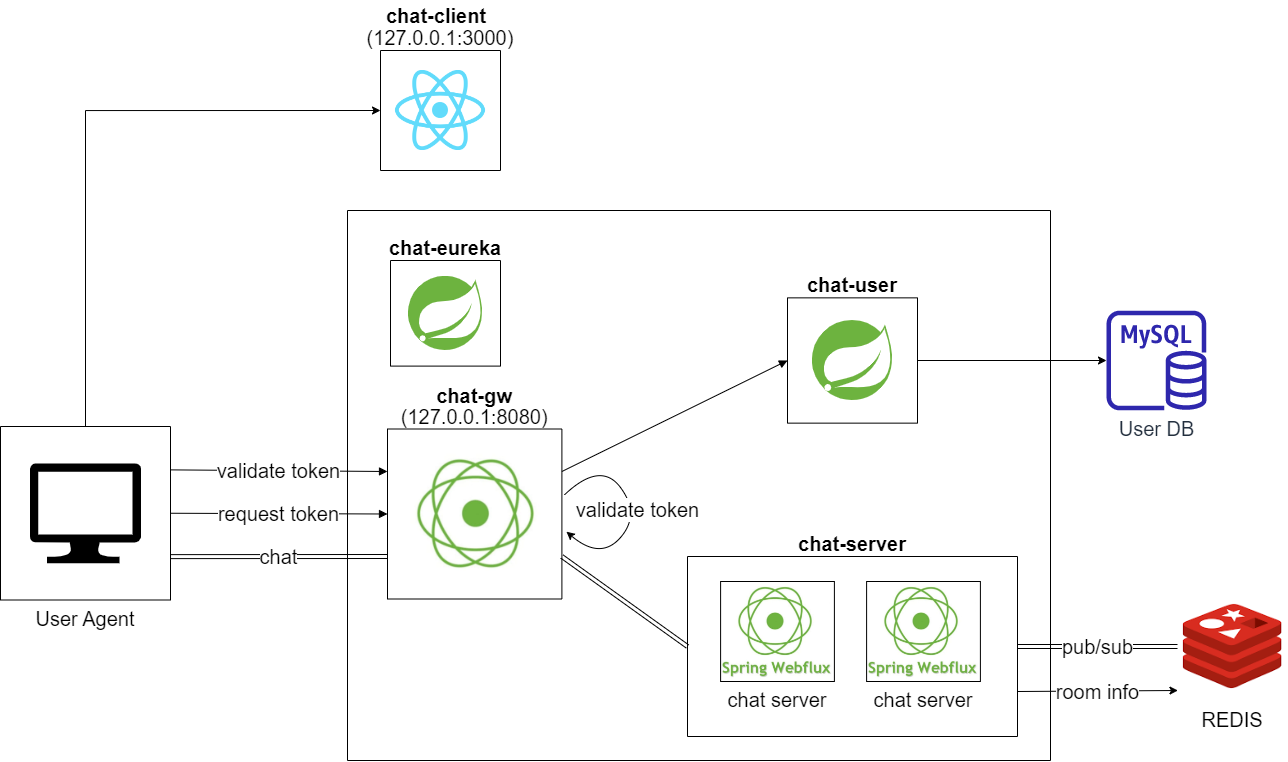 chat-client
(127.0.0.1:3000)
chat-eureka
chat-user
MySQL
User DB
chat-gw
(127.0.0.1:8080)
validate token
request token
chat
User Agent
validate token
chat-server
Spring Webflux
Spring Webflux
chat server
chat server
pub/sub
room info
REDIS